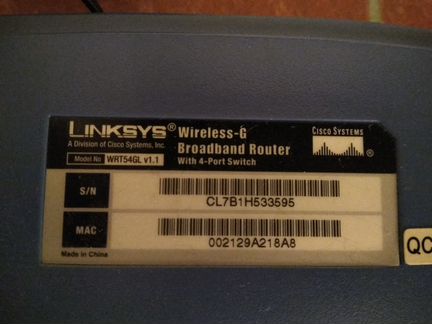 LINKSYS® Wireless-G
A Division of Cisco Systems, Inc. Broadband Router
Model No WRT54GL v1.1 With 4-Port Switch
CISCO SYSTEMS
®
S/N
CL7B1H533595
MAC
002129A218A8
Made in China
QC